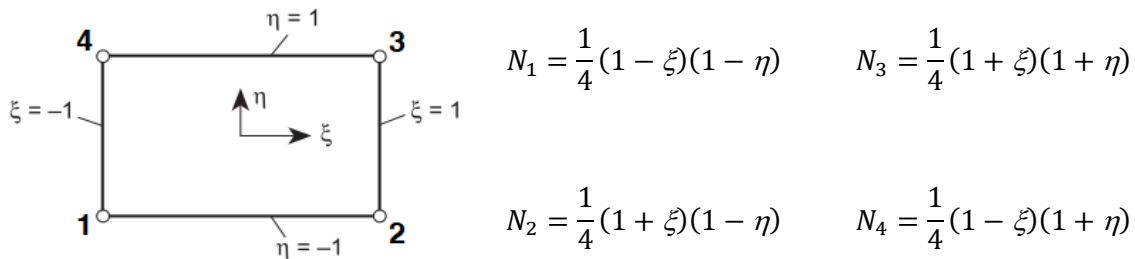 η = 1
4
3
N₁ = 1/4 (1 − ξ)(1 − η)
N₃ = 1/4 (1 + ξ)(1 + η)
η
ξ = –1
ξ = 1
ξ
1
2
η = –1
N₂ = 1/4 (1 + ξ)(1 − η)
N₄ = 1/4 (1 − ξ)(1 + η)